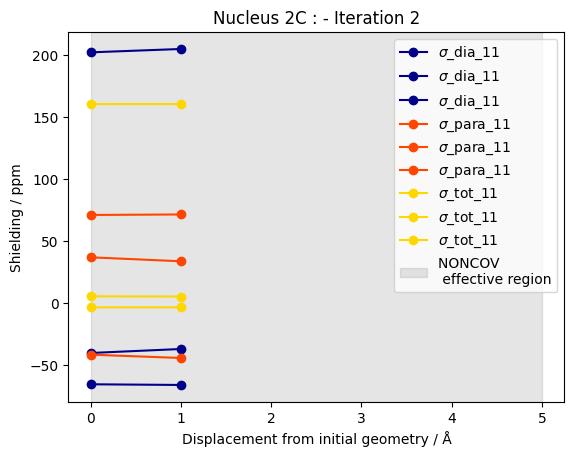 Nucleus 2C : - Iteration 2
Shielding / ppm
200
150
100
50
0
−50
0 1 2 3 4 5
Displacement from initial geometry / Å
σ_dia_11
σ_dia_11
σ_dia_11
σ_para_11
σ_para_11
σ_para_11
σ_tot_11
σ_tot_11
σ_tot_11
NONCOV
effective region